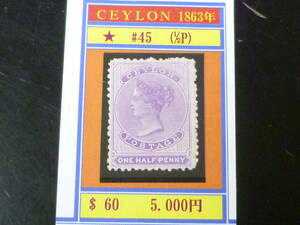 CEYLON 1863年
★ #45 (½P)
CEYLON
POSTAGE
ONE HALF PENNY
$ 60 5.000円